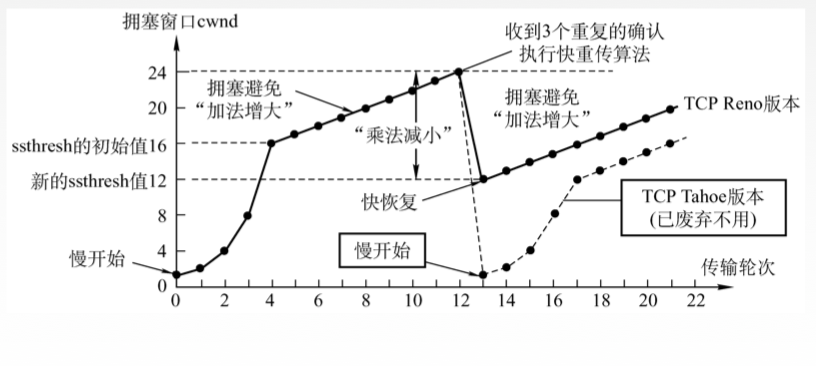 拥塞窗口cwnd
收到3个重复的确认
执行快重传算法
24
拥塞避免
“加法增大”
拥塞避免
“加法增大”
TCP Reno版本
20
“乘法减小”
ssthresh的初始值16
新的ssthresh值12
快恢复
TCP Tahoe版本
(已废弃不用)
8
慢开始
4
慢开始
传输轮次
0
0 2 4 6 8 10 12 14 16 18 20 22